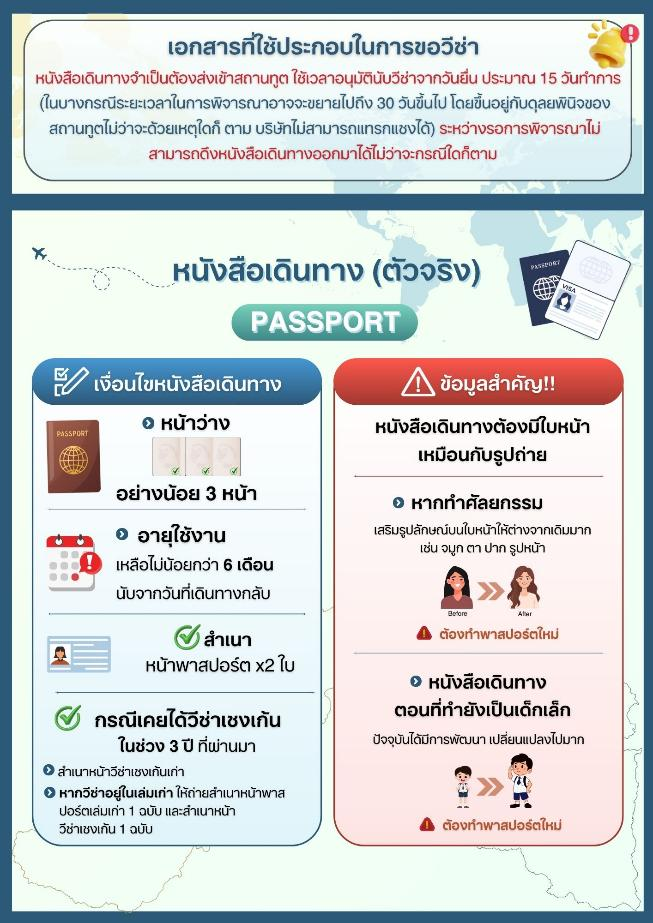 เอกสารที่ใช้ประกอบในการขอวีซ่า
หนังสือเดินทางจำเป็นต้องส่งเข้าสถานทูต ใช้เวลาอนุมัตินับวีซ่าจากวันยื่น ประมาณ 15 วันทำการ
(ในบางกรณีระยะเวลาในการพิจารณาอาจจะขยายไปถึง 30 วันขึ้นไป โดยขึ้นอยู่กับดุลยพินิจของ
สถานทูตไม่ว่าจะด้วยเหตุใดก็ ตาม บริษัทไม่สามารถแทรกแซงได้) ระหว่างรอการพิจารณาไม่
สามารถดึงหนังสือเดินทางออกมาได้ไม่ว่าจะกรณีใดก็ตาม
หนังสือเดินทาง (ตัวจริง)
PASSPORT
PASSPORT
VISA
เงื่อนไขหนังสือเดินทาง
PASSPORT
หน้าว่าง
อย่างน้อย 3 หน้า
อายุใช้งาน
เหลือไม่น้อยกว่า 6 เดือน
นับจากวันที่เดินทางกลับ
สำเนา
หน้าพาสปอร์ต x2 ใบ
กรณีเคยได้วีซ่าเชงเก้น
ในช่วง 3 ปี ที่ผ่านมา
สำเนาหน้าวีซ่าเชงเก้นเก่า
หากวีซ่าอยู่ในเล่มเก่า ให้ถ่ายสำเนาหน้าพาส
ปอร์ตเล่มเก่า 1 ฉบับ และสำเนาหน้า
วีซ่าเชงเก้น 1 ฉบับ
ข้อมูลสำคัญ!!
หนังสือเดินทางต้องมีใบหน้า
เหมือนกับรูปถ่าย
หากทำศัลยกรรม
เสริมรูปลักษณ์บนใบหน้าให้ต่างจากเดิมมาก
เช่น จมูก ตา ปาก รูปหน้า
Before
After
ต้องทำพาสปอร์ตใหม่
หนังสือเดินทาง
ตอนที่ทำยังเป็นเด็กเล็ก
ปัจจุบันได้มีการพัฒนา เปลี่ยนแปลงไปมาก
ต้องทำพาสปอร์ตใหม่